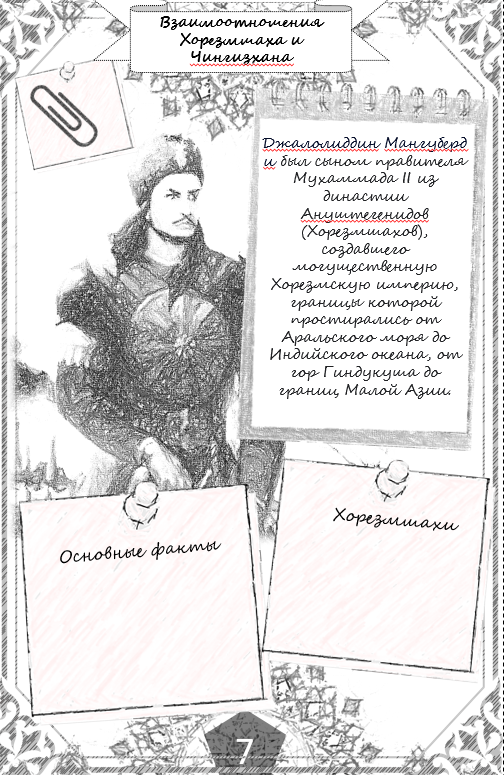 Взаимоотношения
Хорезмшаха и
Чингизхана
Джалолиддин Мангуберд
и был сыном правителя
Мухаммада II из
династии
Ануштегенидов
(Хорезмшахов),
создавшего
могущественную
Хорезмскую империю,
границы которой
простирались от
Аральского моря до
Индийского океана, от
гор Гиндукуша до
границ Малой Азии.
Хорезмшахи
Основные факты
7